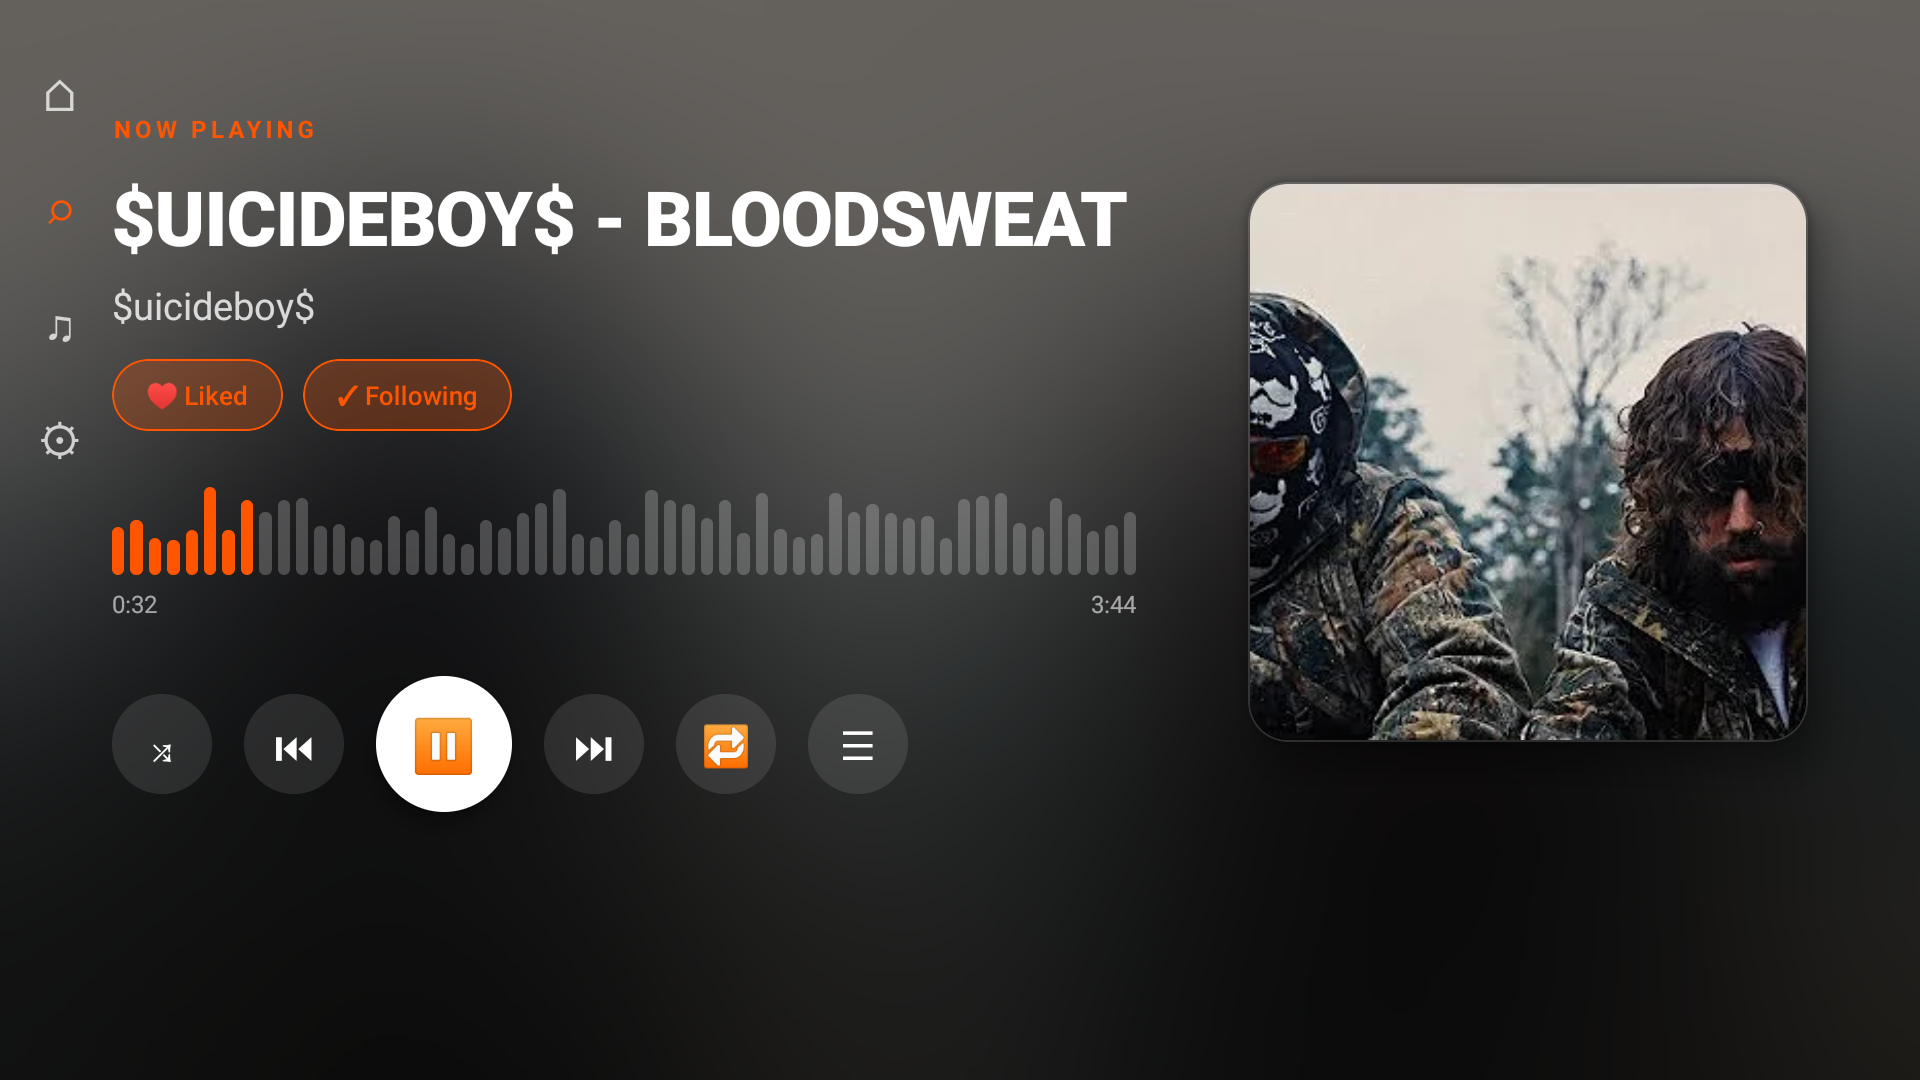 NOW PLAYING
$UICIDEBOY$ - BLOODSWEAT
$uicideboy$
❤️ Liked
✓ Following
0:32
3:44